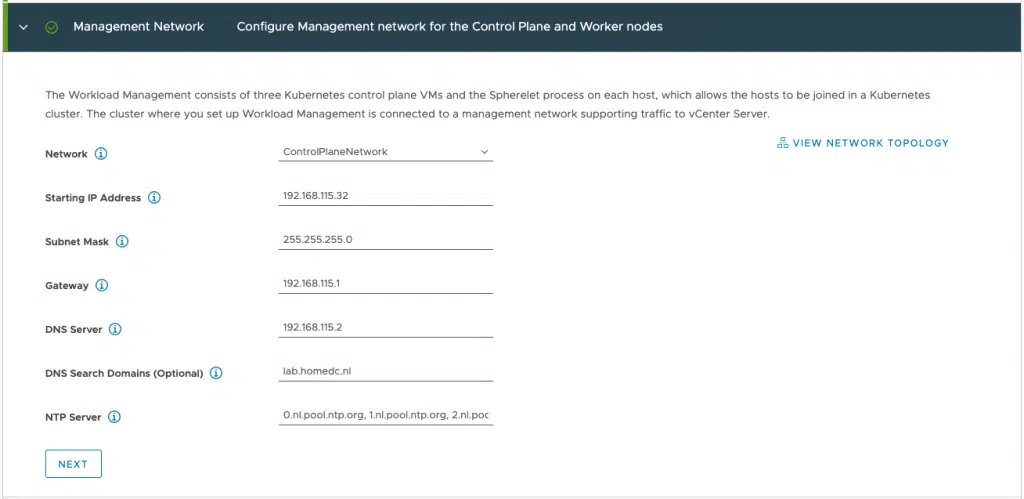 Management Network Configure Management network for the Control Plane and Worker nodes
The Workload Management consists of three Kubernetes control plane VMs and the Spherelet process on each host, which allows the hosts to be joined in a Kubernetes
cluster. The cluster where you set up Workload Management is connected to a management network supporting traffic to vCenter Server.
VIEW NETWORK TOPOLOGY
Network ControlPlaneNetwork
Starting IP Address 192.168.115.32
Subnet Mask 255.255.255.0
Gateway 192.168.115.1
DNS Server 192.168.115.2
DNS Search Domains (Optional) lab.homedc.nl
NTP Server 0.nl.pool.ntp.org, 1.nl.pool.ntp.org, 2.nl.poc
NEXT